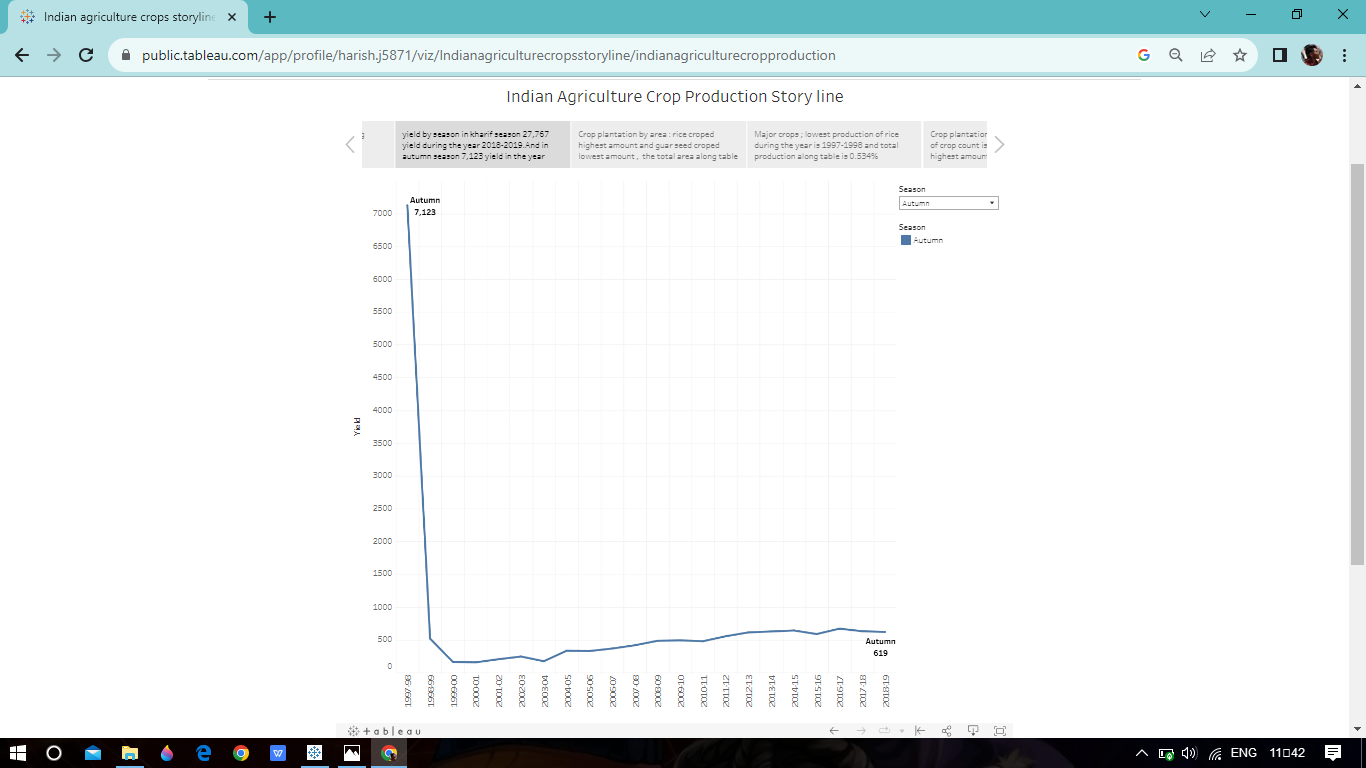 Indian agriculture crops storyline
public.tableau.com/app/profile/harish.j5871/viz/Indianagriculturecropsstoryline/indianagriculturecropproduction
Indian Agriculture Crop Production Story line
yield by season in kharif season 27,767
yield during the year 2018-2019. And in
autumn season 7,123 yield in the year
Crop plantation by area : rice croped
highest amount and guar seed croped
lowest amount , the total area along table
Major crops ; lowest production of rice
during the year is 1997-1998 and total
production along table is 0.534%
Crop plantation
of crop count is
highest amoun
Season
Autumn
Season
Autumn
Autumn
7,123
7000
6500
6000
5500
5000
4500
4000
3500
3000
2500
2000
1500
1000
500
0
Yield
Autumn
619
1997-98
1998-99
1999-00
2000-01
2001-02
2002-03
2003-04
2004-05
2005-06
2006-07
2007-08
2008-09
2009-10
2010-11
2011-12
2012-13
2013-14
2014-15
2015-16
2016-17
2017-18
2018-19
+ a b l e a u
ENG
11□42